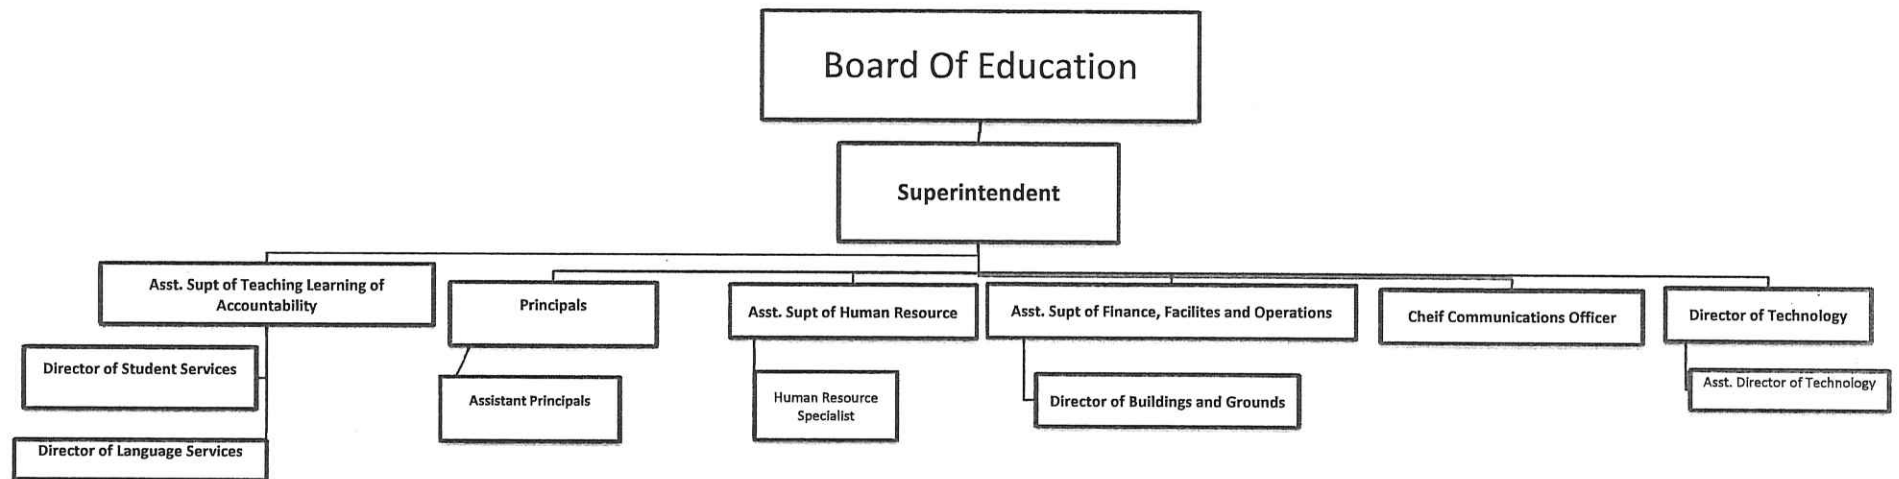 Board Of Education
Superintendent
Asst. Supt of Teaching Learning of
Accountability
Principals
Asst. Supt of Human Resource
Asst. Supt of Finance, Facilites and Operations
Cheif Communications Officer
Director of Technology
Director of Student Services
Assistant Principals
Human Resource
Specialist
Director of Buildings and Grounds
Asst. Director of Technology
Director of Language Services